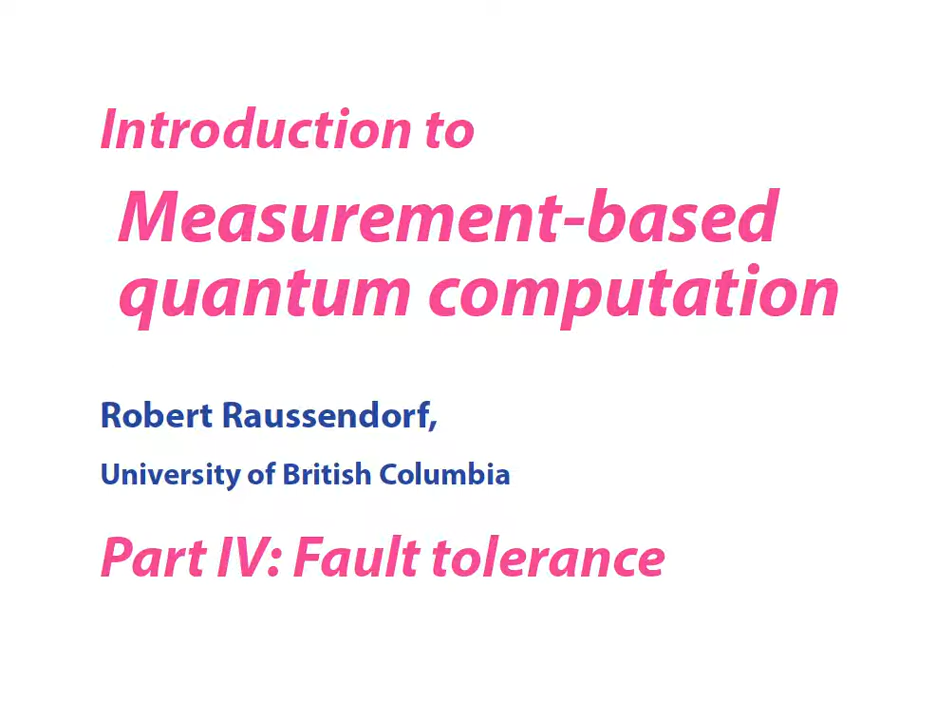 Introduction to
Measurement-based
quantum computation
Robert Raussendorf,
University of British Columbia
Part IV: Fault tolerance